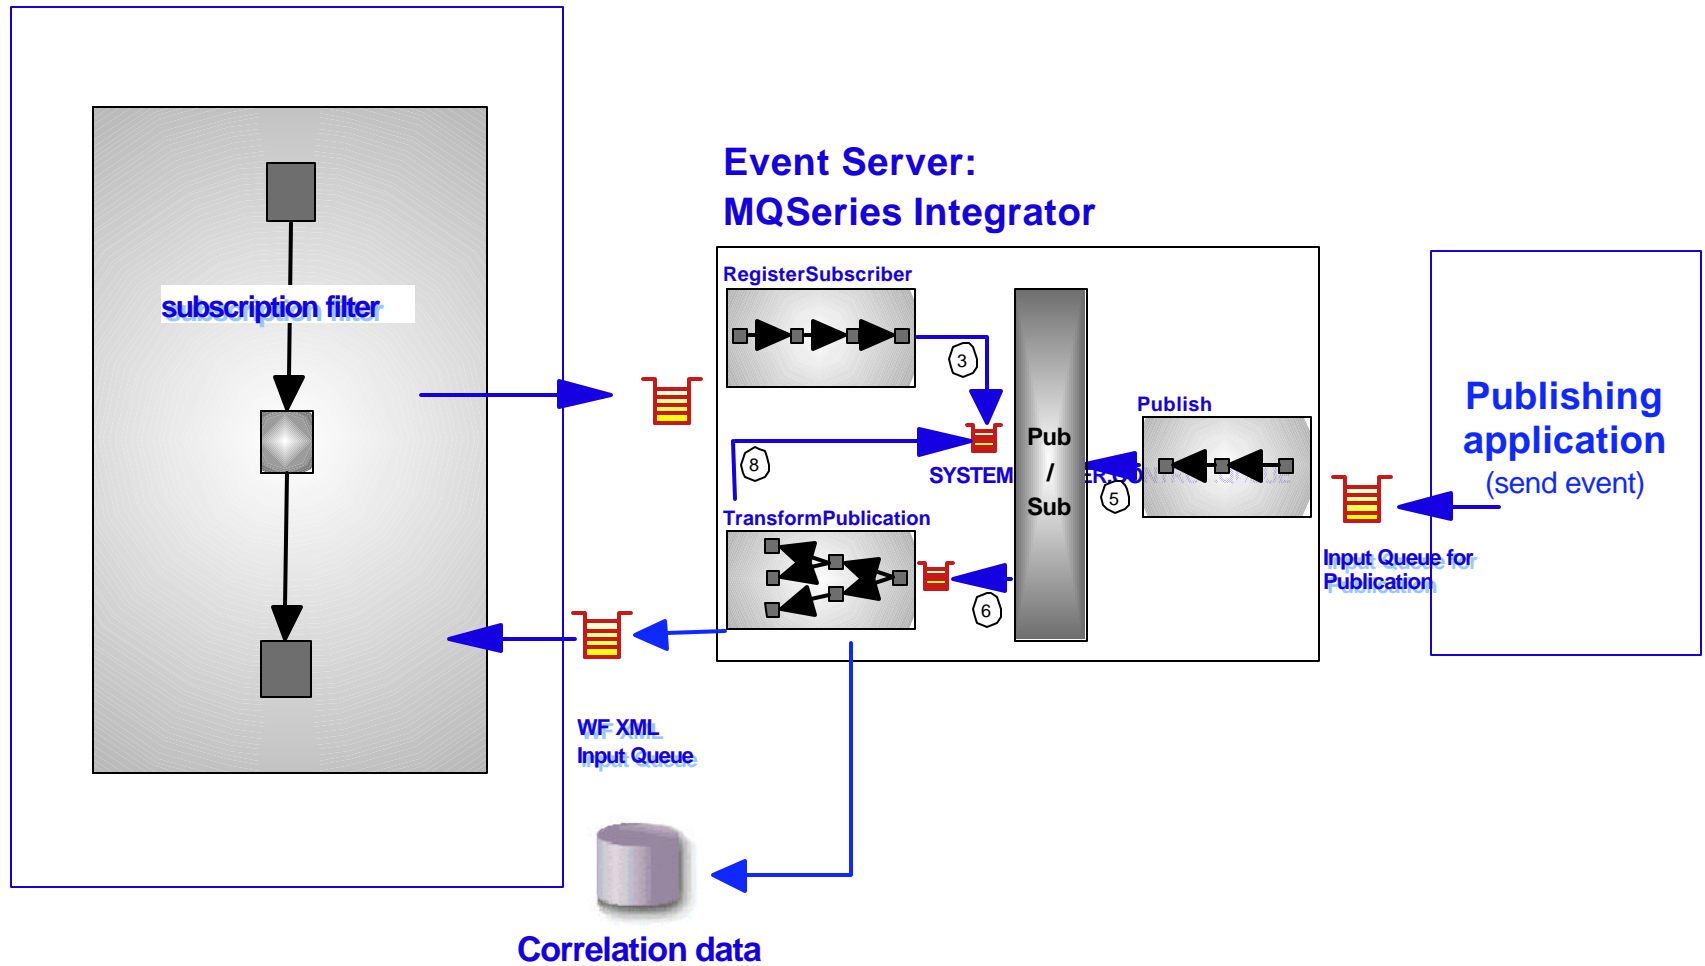 Event Server:
MQSeries Integrator
RegisterSubscriber
subscription filter
3
Publish
Publishing
application
(send event)
Pub
/
Sub
8
SYSTEM
5
TransformPublication
Input Queue for
Publication
6
WF XML
Input Queue
Correlation data